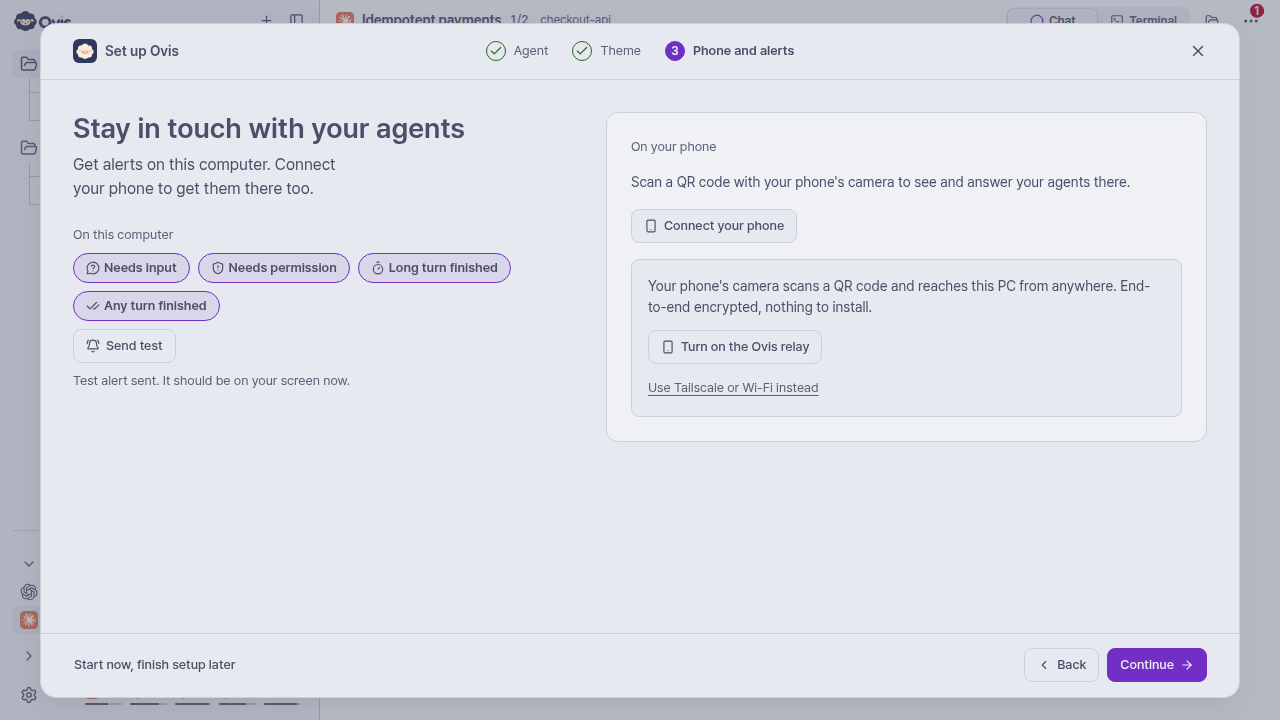 Ovis
Idempotent payments 1/2 checkout-api
Chat
Terminal
1
Set up Ovis
Agent
Theme
3 Phone and alerts
Stay in touch with your agents
Get alerts on this computer. Connect
your phone to get them there too.
On this computer
Needs input
Needs permission
Long turn finished
Any turn finished
Send test
Test alert sent. It should be on your screen now.
On your phone
Scan a QR code with your phone's camera to see and answer your agents there.
Connect your phone
Your phone's camera scans a QR code and reaches this PC from anywhere. End-
to-end encrypted, nothing to install.
Turn on the Ovis relay
Use Tailscale or Wi-Fi instead
Start now, finish setup later
Back
Continue